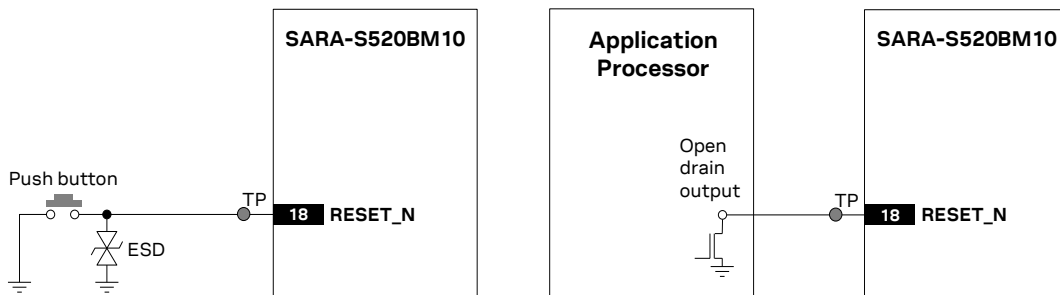 SARA-S520BM10
Push button
TP
18 RESET_N
ESD
Application
Processor
SARA-S520BM10
Open
drain
output
TP
18 RESET_N